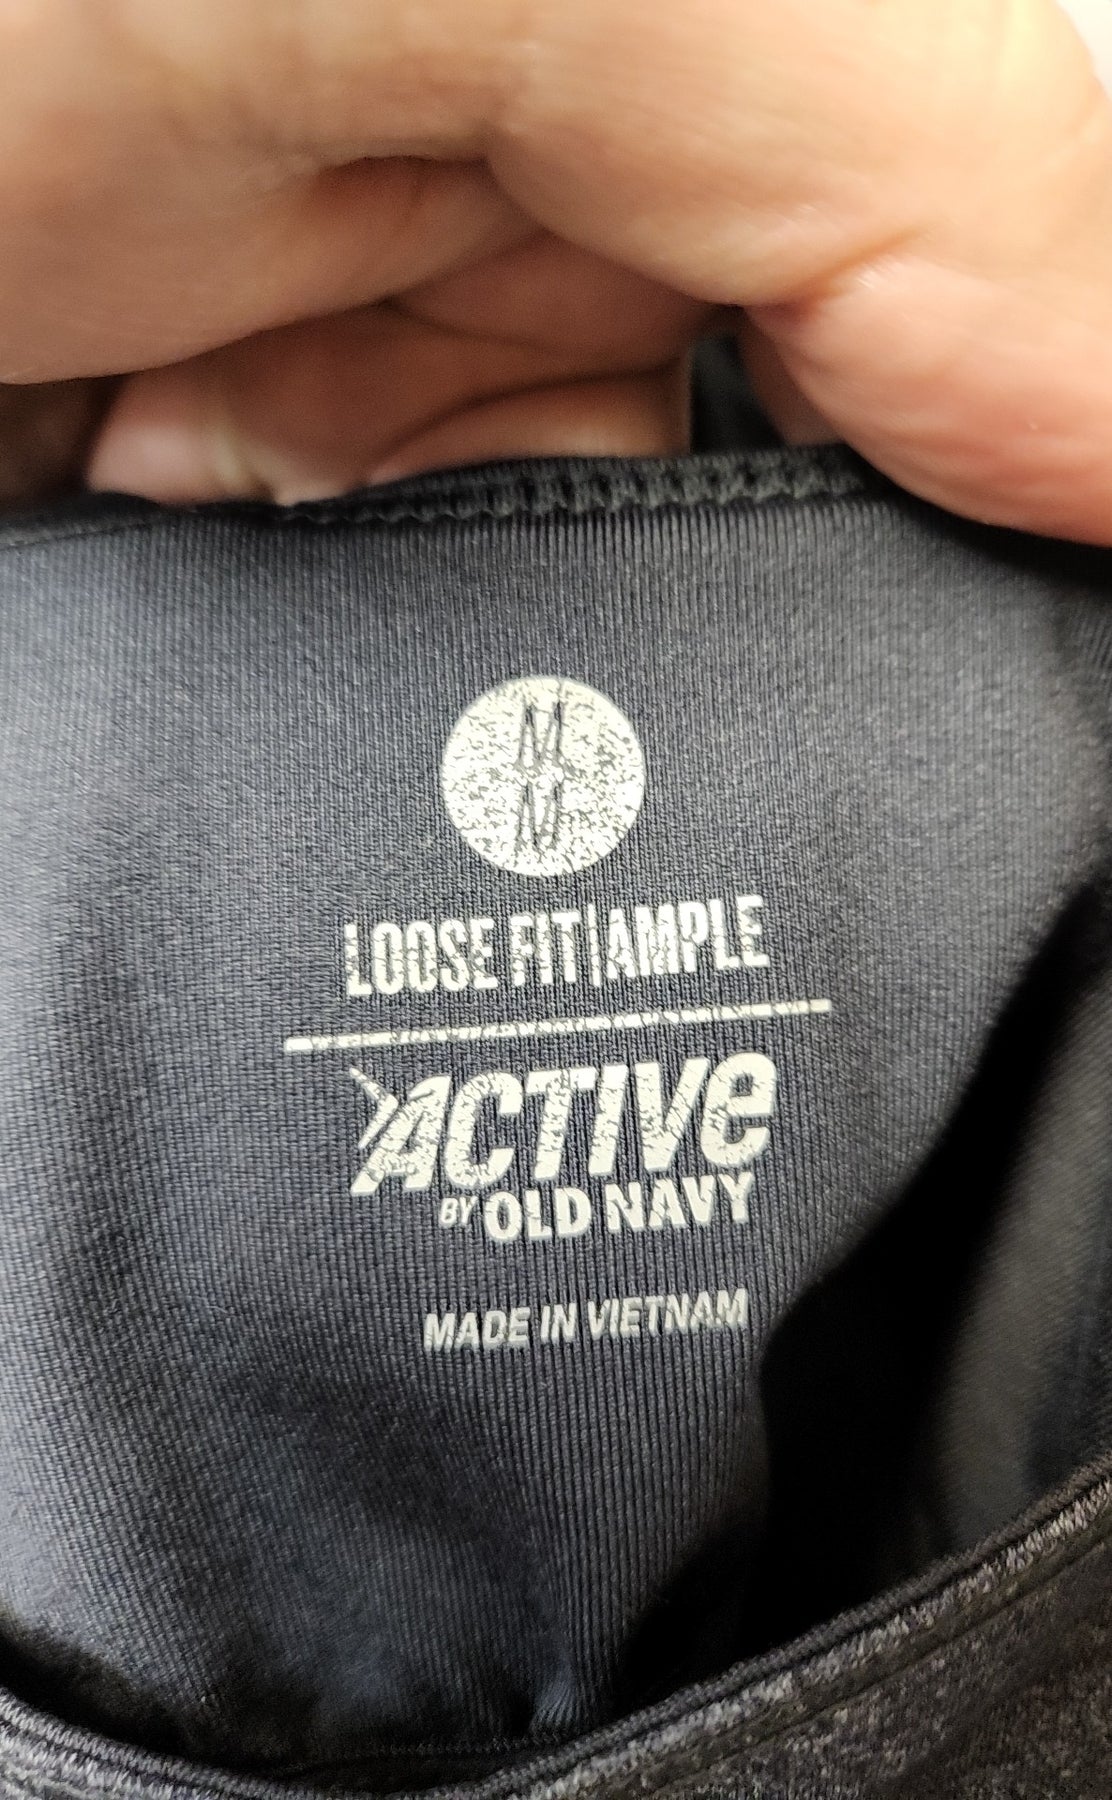 M
M
LOOSE FIT|AMPLE
ACTIVE
BY OLD NAVY
MADE IN VIETNAM